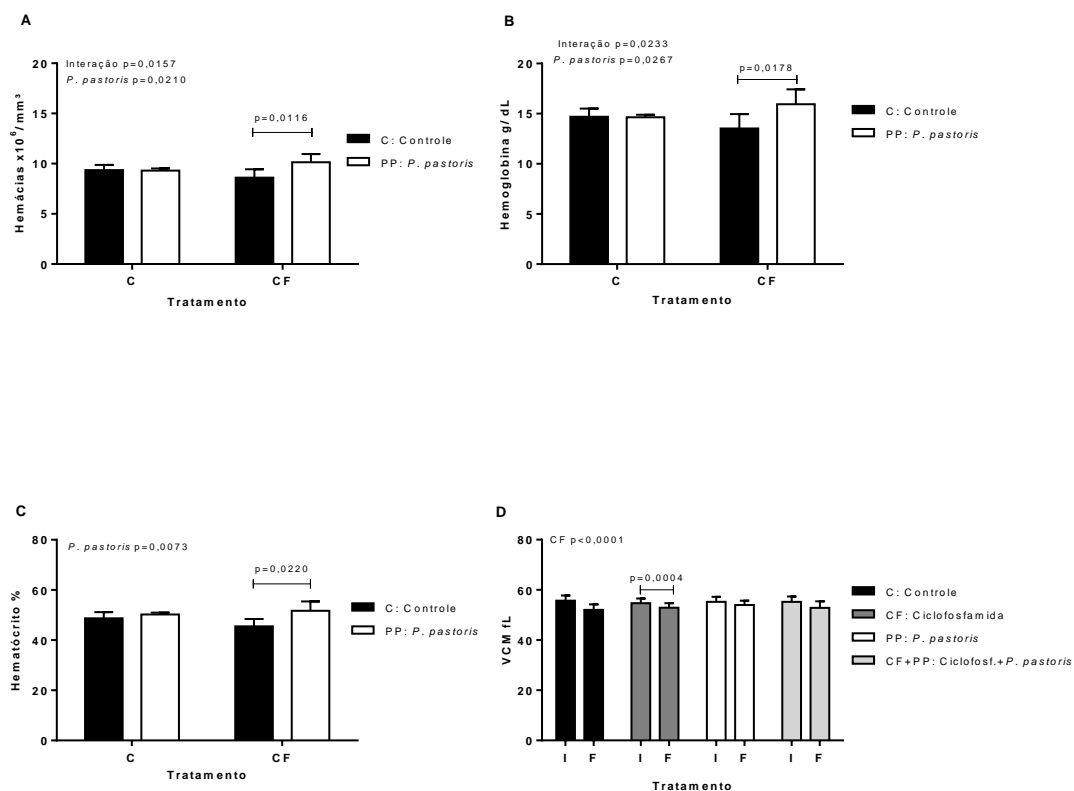 A
Interação p=0,0157
P. pastoris p=0,0210
p=0,0116
Hemácias x10⁶/mm³
20
15
10
5
0
C
CF
Tratamento
C: Controle
PP: P. pastoris
B
Interação p=0,0233
P. pastoris p=0,0267
p=0,0178
Hemoglobina g/dL
20
15
10
5
0
C
CF
Tratamento
C: Controle
PP: P. pastoris
C
P. pastoris p=0,0073
p=0,0220
Hematócrito %
80
60
40
20
0
C
CF
Tratamento
C: Controle
PP: P. pastoris
D
CF p<0,0001
p=0,0004
VCM fL
80
60
40
20
0
I F I F I F I F
Tratamento
C: Controle
CF: Ciclofosfamida
PP: P. pastoris
CF+PP: Ciclofosf.+P. pastoris